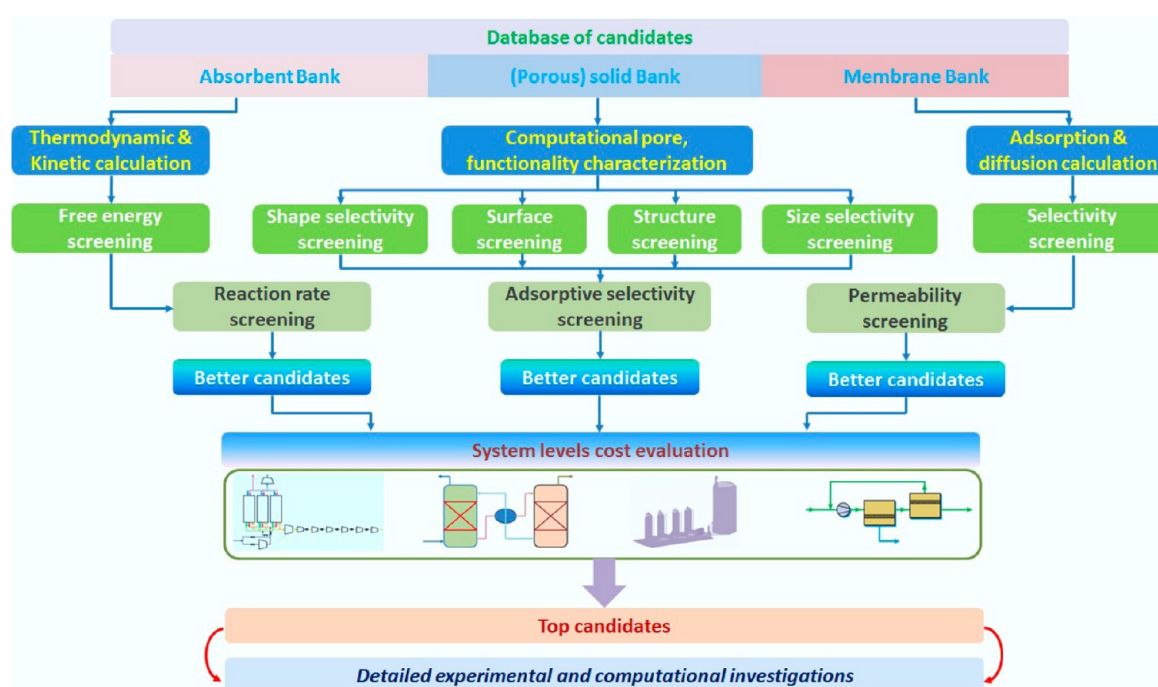 Database of candidates
Absorbent Bank
(Porous) solid Bank
Membrane Bank
Thermodynamic &
Kinetic calculation
Computational pore,
functionality characterization
Adsorption &
diffusion calculation
Free energy
screening
Shape selectivity
screening
Surface
screening
Structure
screening
Size selectivity
screening
Selectivity
screening
Reaction rate
screening
Adsorptive selectivity
screening
Permeability
screening
Better candidates
Better candidates
Better candidates
System levels cost evaluation
Top candidates
Detailed experimental and computational investigations